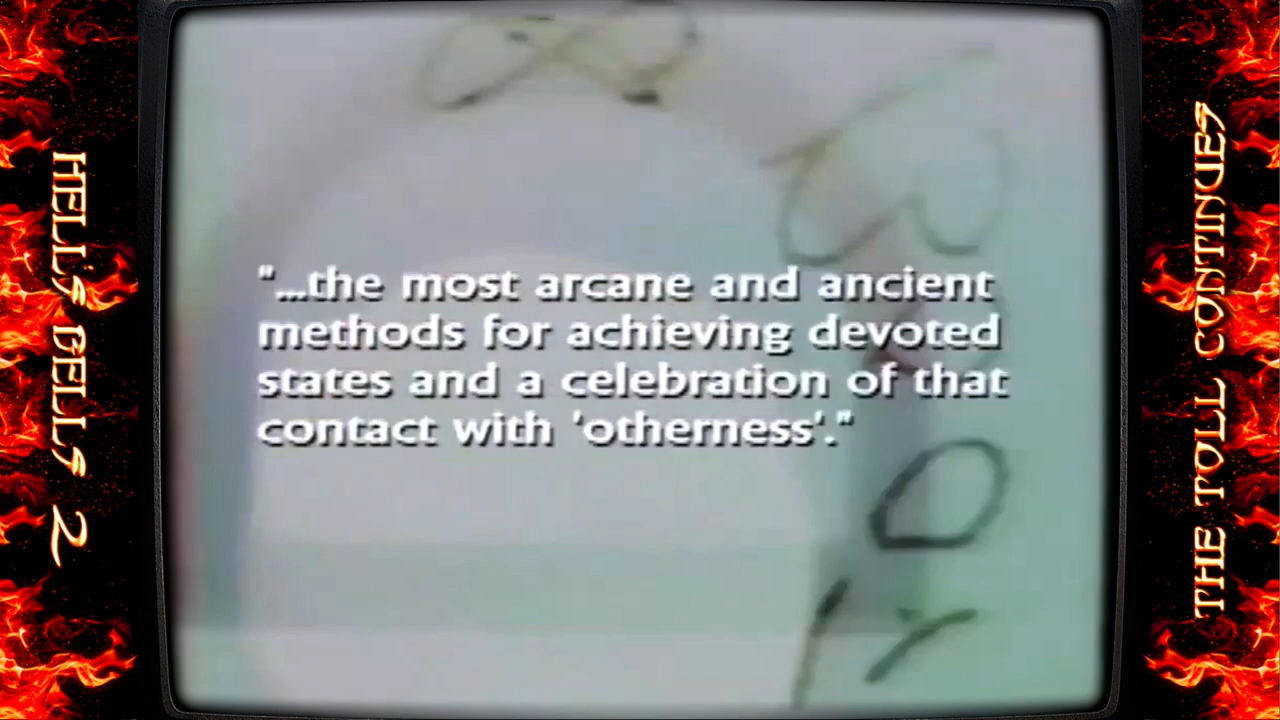 HELL'S BELLS 2
"...the most arcane and ancient
methods for achieving devoted
states and a celebration of that
contact with 'otherness'."
THE TOLL CONTINUES